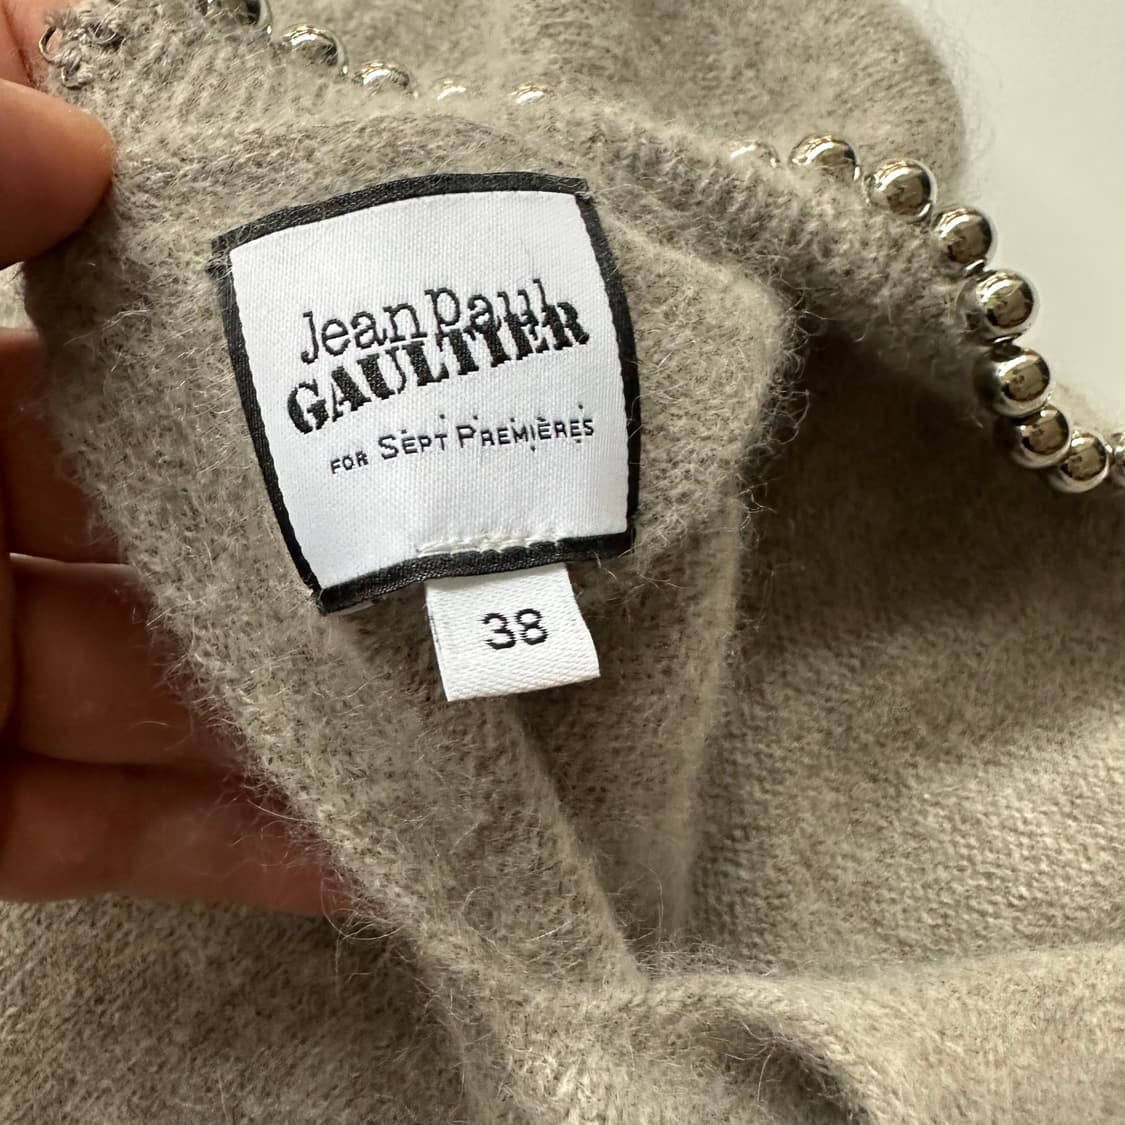 Jean Paul
GAULTIER
FOR SEPT PREMIÈRES
38